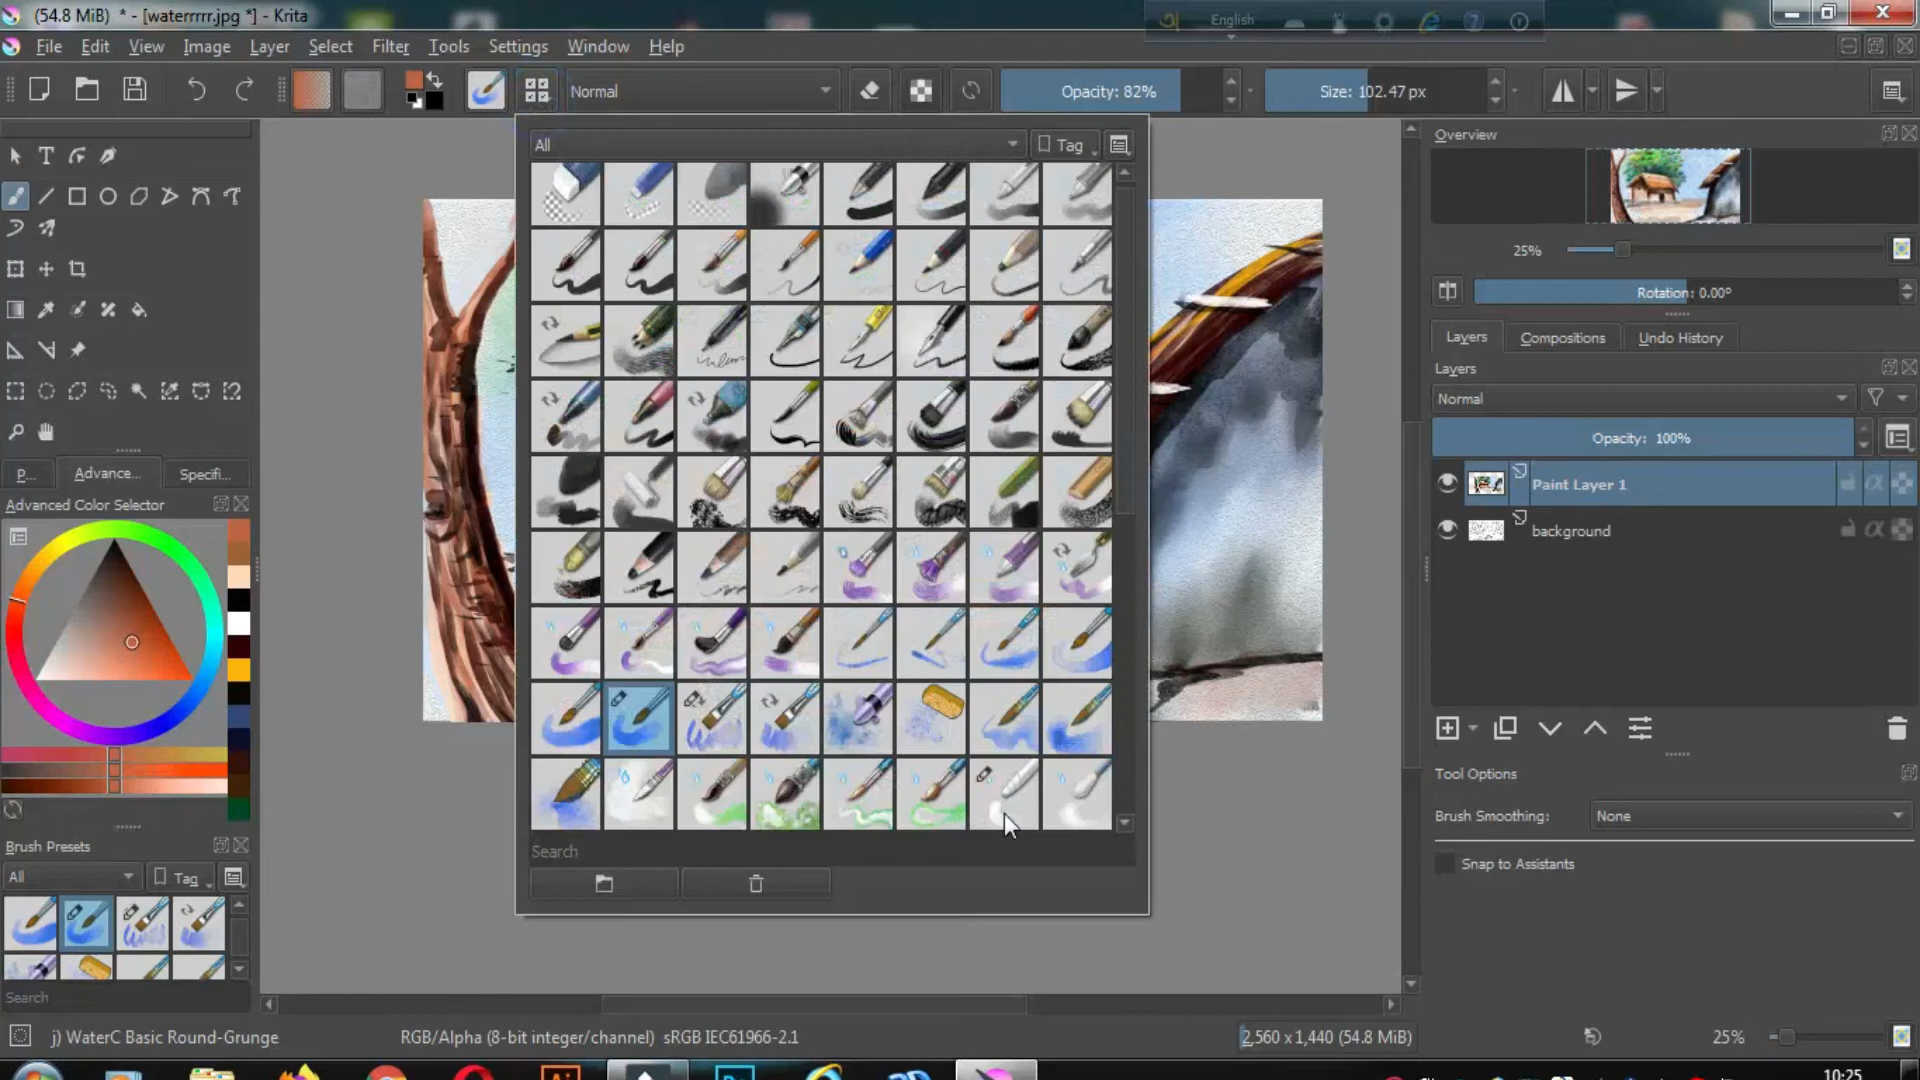 (54.8 MiB) * - [waterrrrr.jpg *] - Krita
English
File Edit View Image Layer Select Filter Tools Settings Window Help
Normal
Opacity: 82%
Size: 102.47 px
All
Tag
Overview
25%
Rotation: 0.00°
Layers Compositions Undo History
Layers
Normal
Opacity: 100%
Paint Layer 1
background
P... Advance... Specifi...
Advanced Color Selector
Tool Options
Brush Smoothing: None
Snap to Assistants
Brush Presets
All
Tag
Search
Search
j) WaterC Basic Round-Grunge
RGB/Alpha (8-bit integer/channel) sRGB IEC61966-2.1
2,560 x 1,440 (54.8 MiB)
25%
10:25